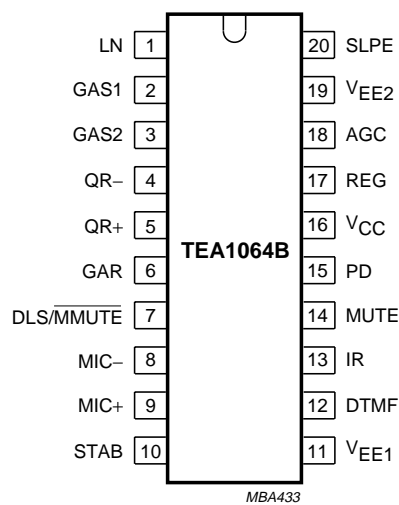 LN 1 20 SLPE
GAS1 2 19 VEE2
GAS2 3 18 AGC
QR− 4 17 REG
QR+ 5 16 VCC
TEA1064B
GAR 6 15 PD
DLS/MMUTE 7 14 MUTE
MIC− 8 13 IR
MIC+ 9 12 DTMF
STAB 10 11 VEE1
MBA433